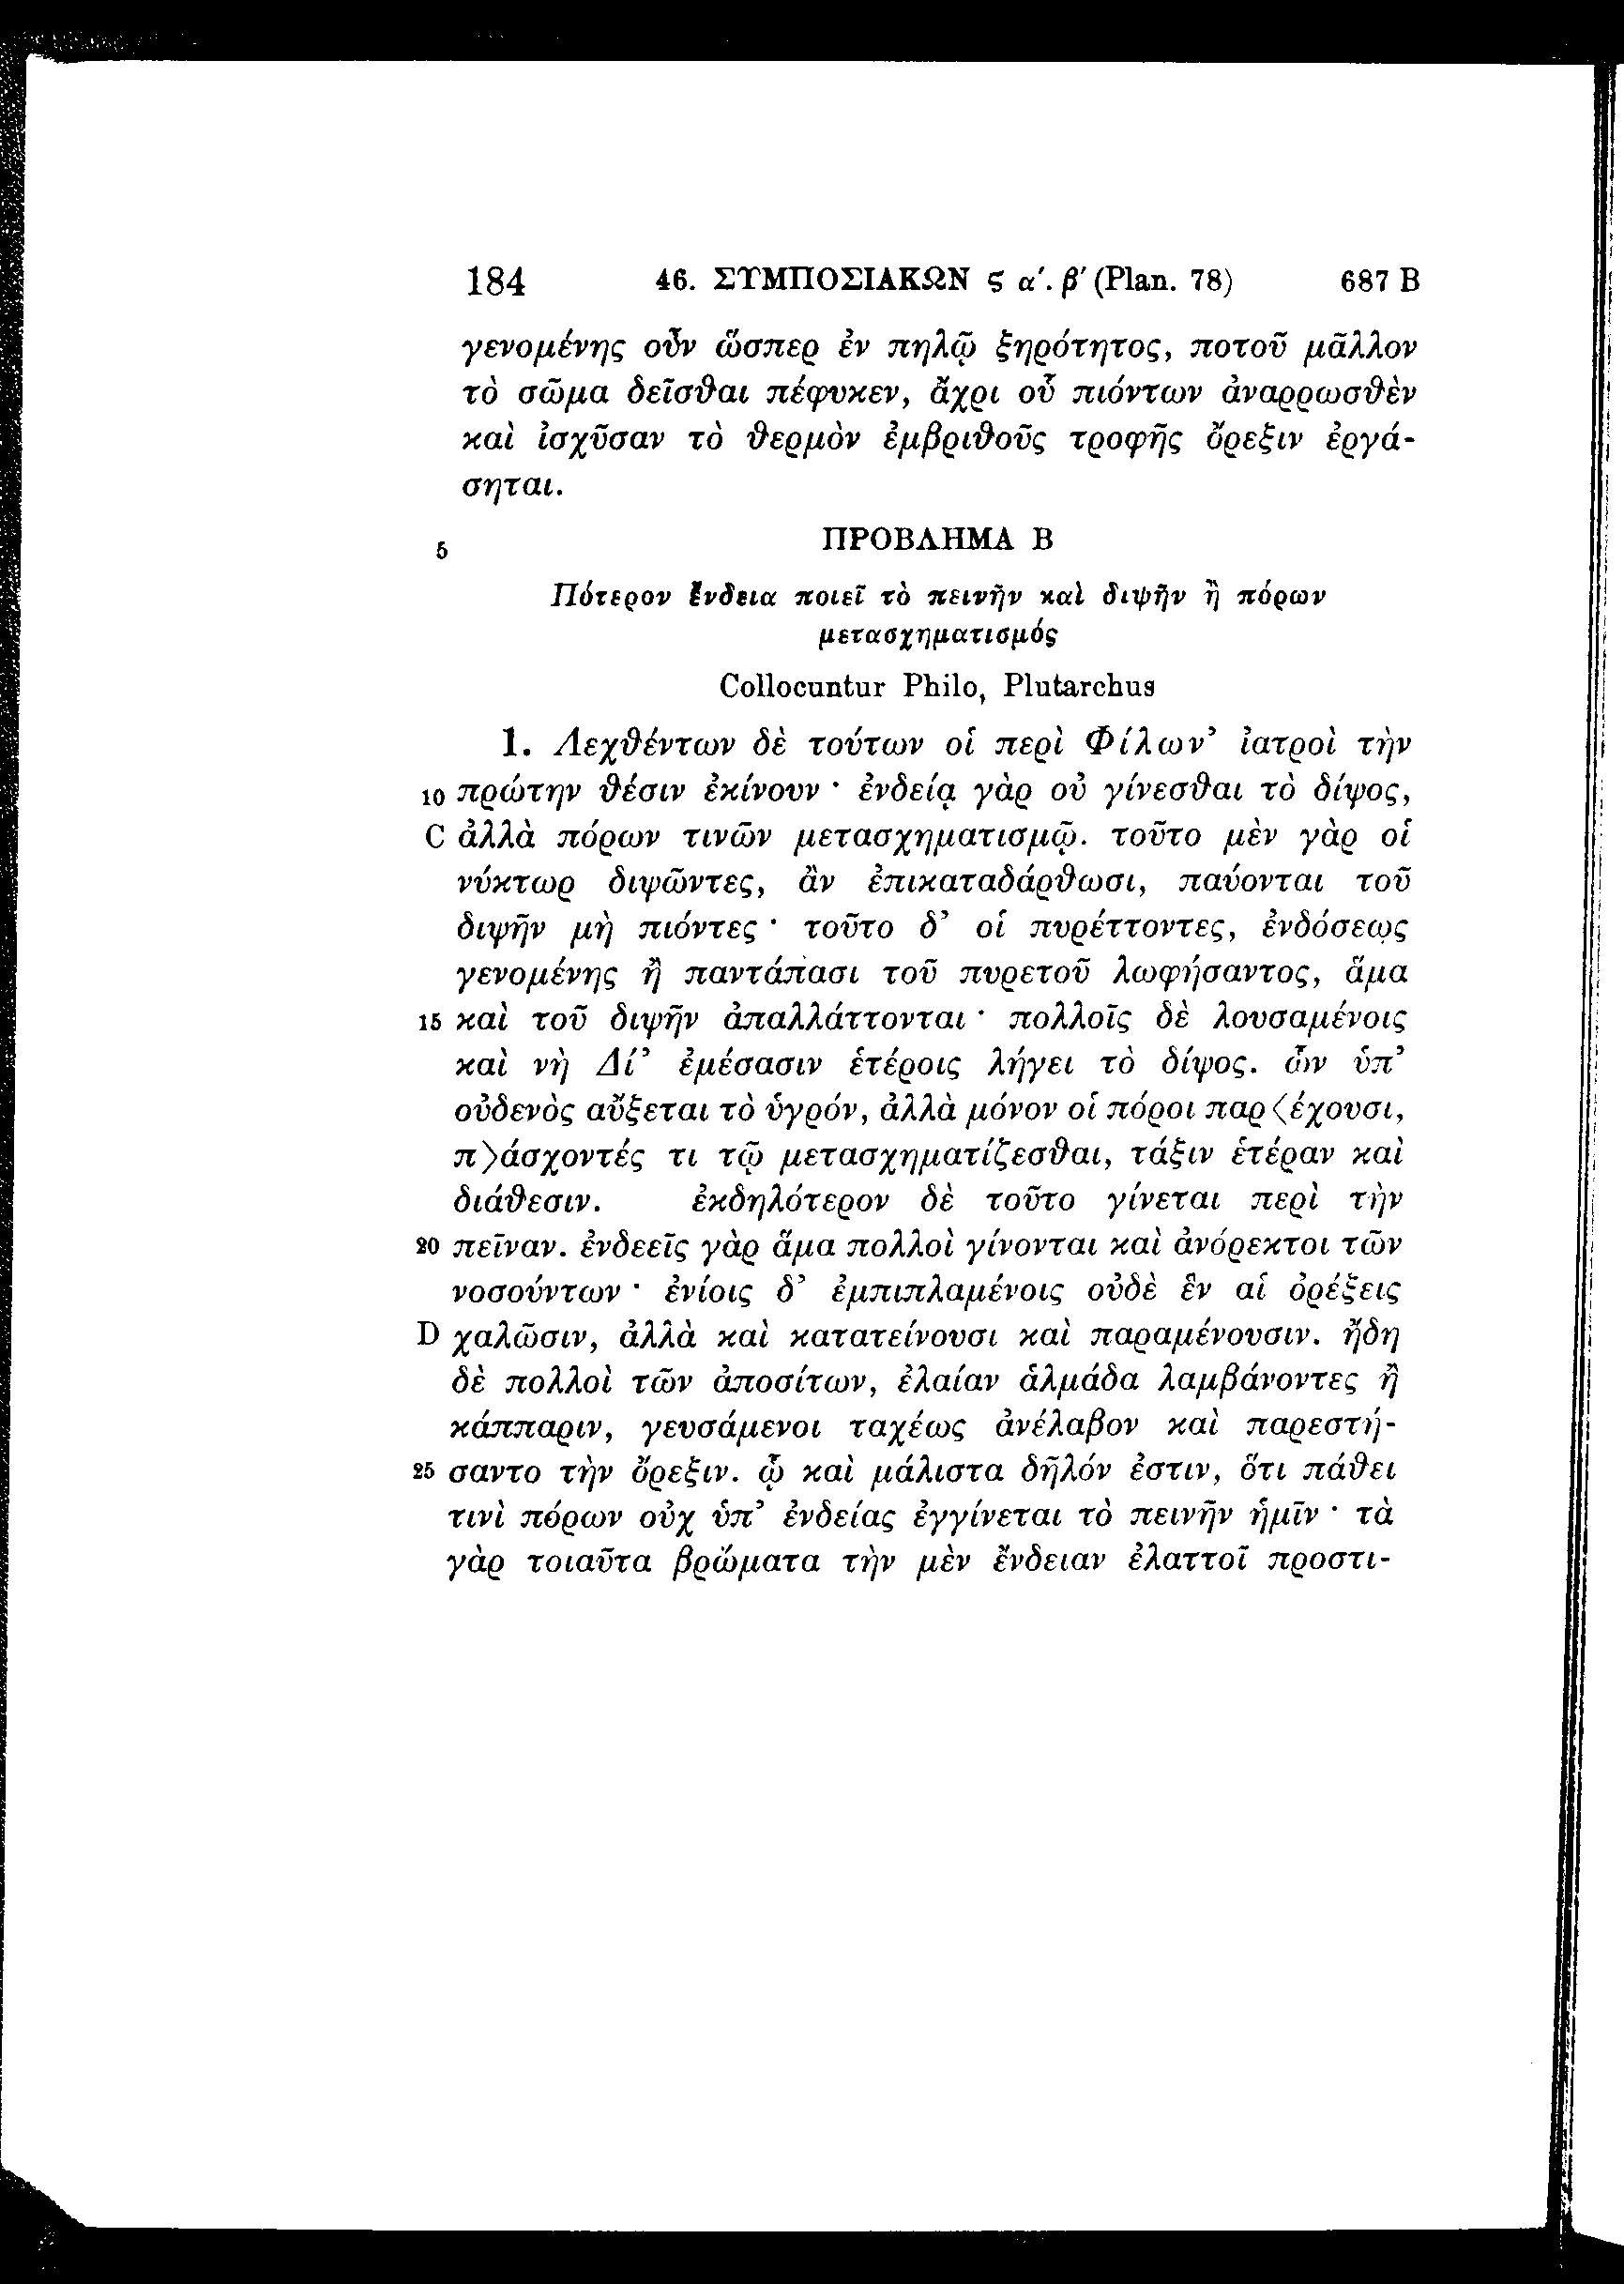 184 46. ΣΥΜΠΟΣΙΑΚΩΝ ϛ α′. β′ (Plan. 78) 687 B
γενομένης οὖν ὥσπερ ἐν πηλῷ ξηρότητος, ποτοῦ μᾶλλον
τὸ σῶμα δεῖσθαι πέφυκεν, ἄχρι οὗ πιόντων ἀναρρωσθὲν
καὶ ἰσχῦσαν τὸ θερμὸν ἐμβριθοῦς τροφῆς ὄρεξιν ἐργά-
σηται.
5 ΠΡΟΒΛΗΜΑ Β
Πότερον ἔνδεια ποιεῖ τὸ πεινῆν καὶ διψῆν ἢ πόρων
μετασχηματισμός
Collocuntur Philo, Plutarchus
1. Λεχθέντων δὲ τούτων οἱ περὶ Φίλων’ ἰατροὶ τὴν
10 πρώτην θέσιν ἐκίνουν · ἐνδείᾳ γὰρ οὐ γίνεσθαι τὸ δίψος,
C ἀλλὰ πόρων τινῶν μετασχηματισμῷ. τοῦτο μὲν γὰρ οἱ
νύκτωρ διψῶντες, ἂν ἐπικαταδάρθωσι, παύονται τοῦ
διψῆν μὴ πιόντες · τοῦτο δ’ οἱ πυρέττοντες, ἐνδόσεως
γενομένης ἢ παντάπασι τοῦ πυρετοῦ λωφήσαντος, ἅμα
15 καὶ τοῦ διψῆν ἀπαλλάττονται · πολλοῖς δὲ λουσαμένοις
καὶ νὴ Δί’ ἐμέσασιν ἑτέροις λήγει τὸ δίψος. ὧν ὑπ’
οὐδενὸς αὔξεται τὸ ὑγρόν, ἀλλὰ μόνον οἱ πόροι παρ⟨έχουσι,
π⟩άσχοντές τι τῷ μετασχηματίζεσθαι, τάξιν ἑτέραν καὶ
διάθεσιν. ἐκδηλότερον δὲ τοῦτο γίνεται περὶ τὴν
20 πεῖναν. ἐνδεεῖς γὰρ ἅμα πολλοὶ γίνονται καὶ ἀνόρεκτοι τῶν
νοσούντων · ἐνίοις δ’ ἐμπιπλαμένοις οὐδὲ ἓν αἱ ὀρέξεις
D χαλῶσιν, ἀλλὰ καὶ κατατείνουσι καὶ παραμένουσιν. ἤδη
δὲ πολλοὶ τῶν ἀποσίτων, ἐλαίαν ἁλμάδα λαμβάνοντες ἢ
κάππαριν, γευσάμενοι ταχέως ἀνέλαβον καὶ παρεστή-
25 σαντο τὴν ὄρεξιν. ᾧ καὶ μάλιστα δῆλόν ἐστιν, ὅτι πάθει
τινὶ πόρων οὐχ ὑπ’ ἐνδείας ἐγγίνεται τὸ πεινῆν ἡμῖν · τὰ
γὰρ τοιαῦτα βρώματα τὴν μὲν ἔνδειαν ἐλαττοῖ προστι-